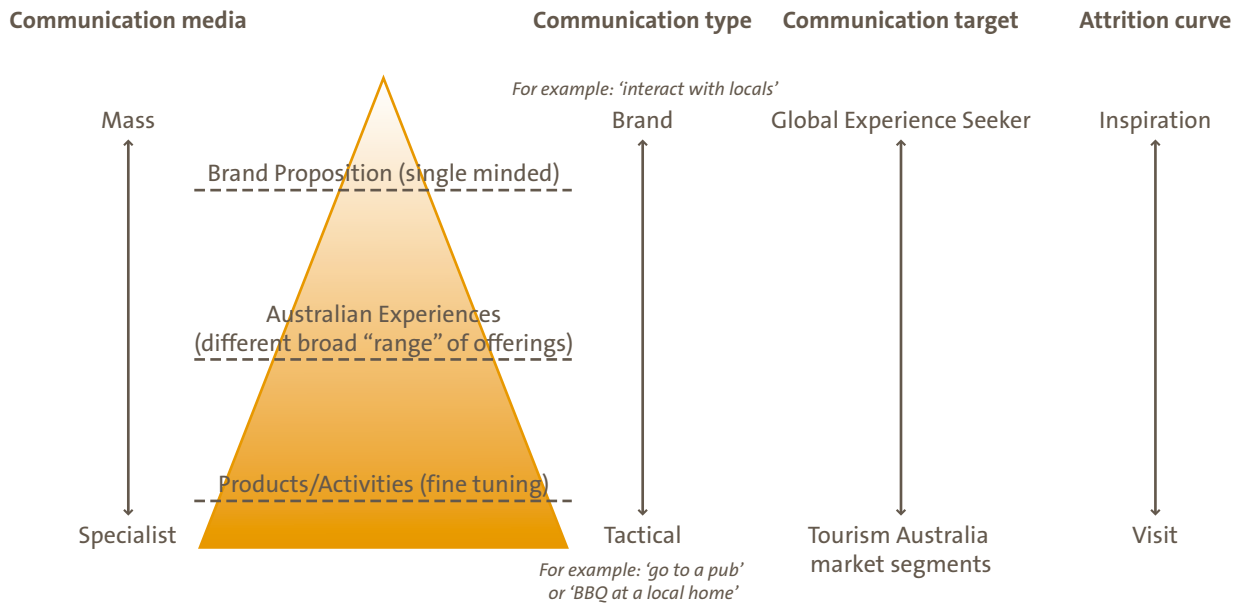 Communication media
Communication type
Communication target
Attrition curve
For example: ‘interact with locals’
Mass
Brand
Global Experience Seeker
Inspiration
Brand Proposition (single minded)
Australian Experiences
(different broad “range” of offerings)
Products/Activities (fine tuning)
Specialist
Tactical
Tourism Australia
market segments
Visit
For example: ‘go to a pub’
or ‘BBQ at a local home’